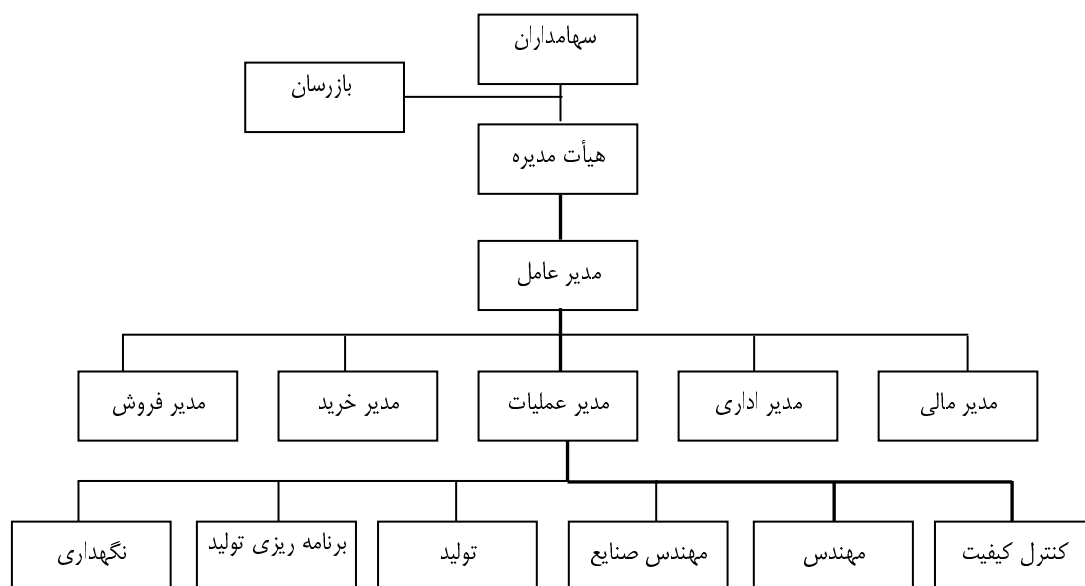 سهامداران
بازرسان
هیأت مدیره
مدیر عامل
مدیر مالی
مدیر اداری
مدیر عملیات
مدیر خرید
مدیر فروش
کنترل کیفیت
مهندس
مهندس صنایع
تولید
برنامه ریزی تولید
نگهداری